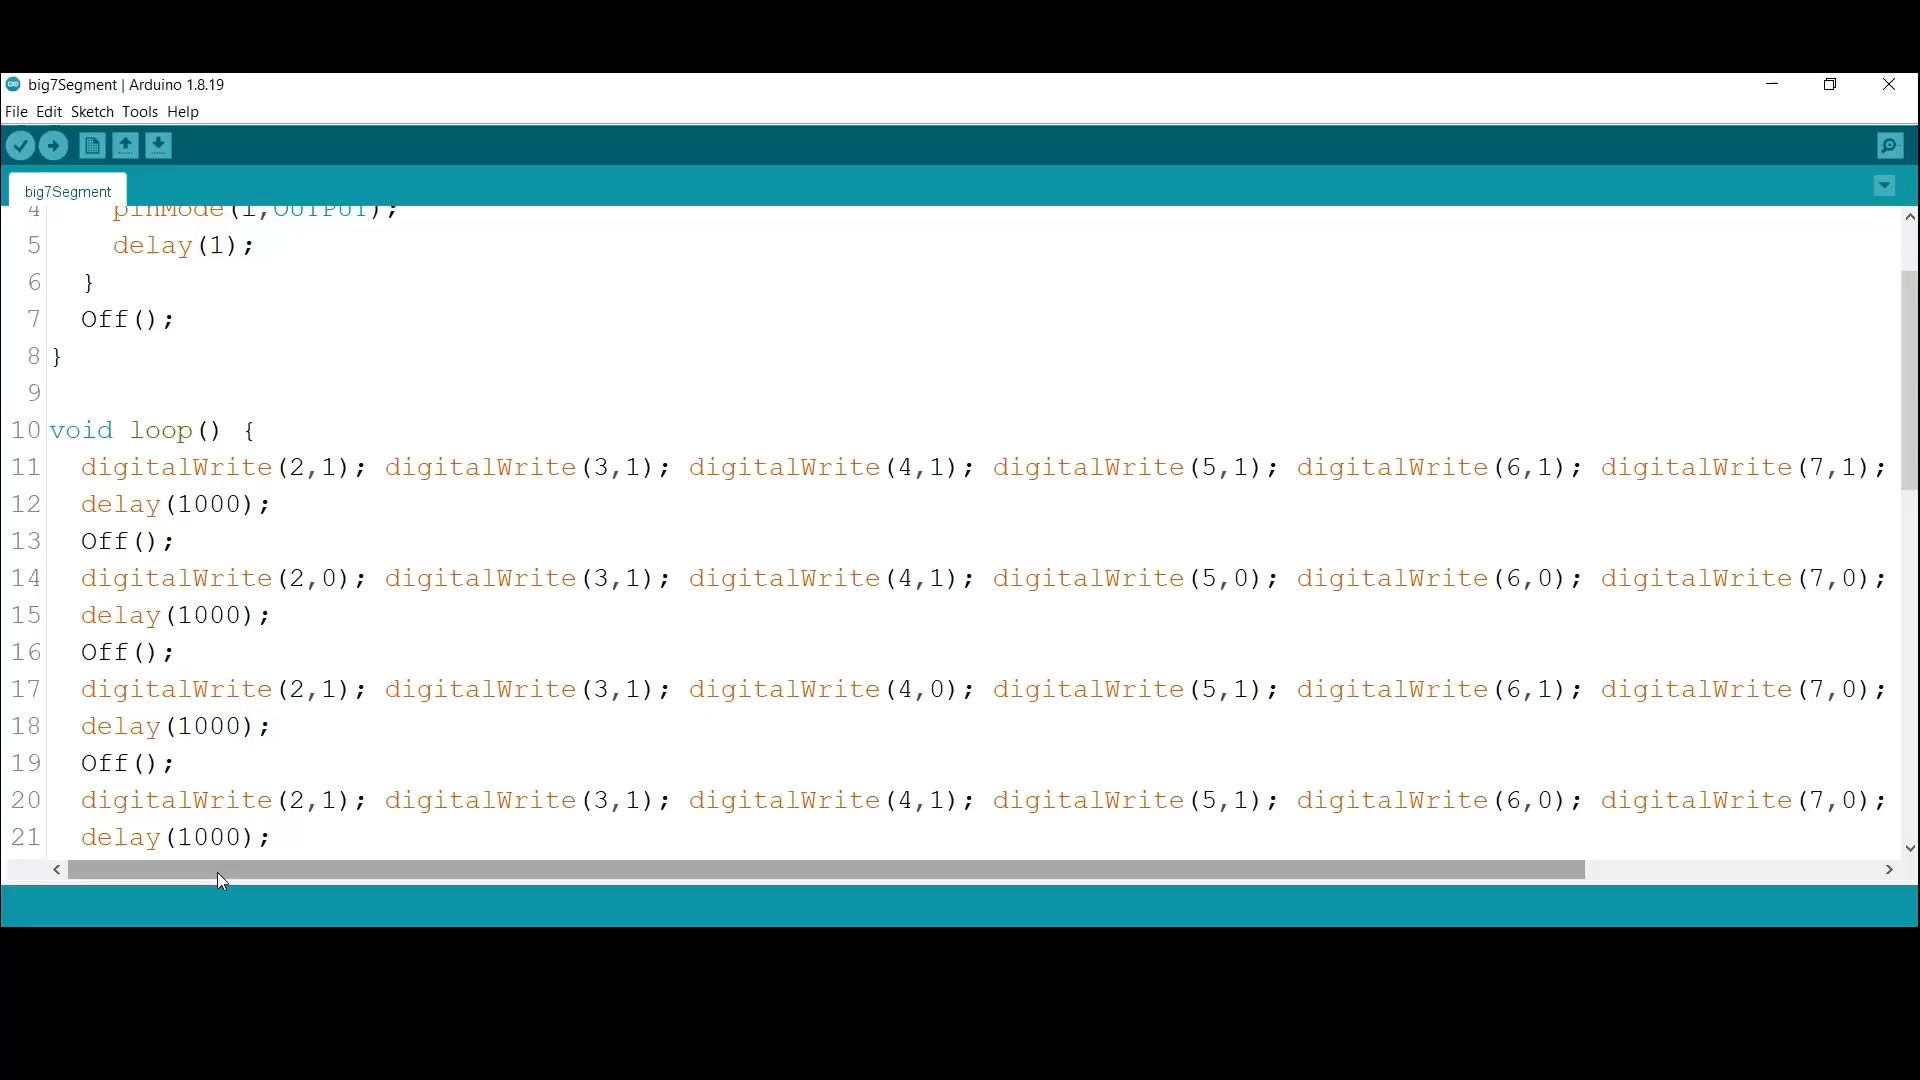 big7Segment | Arduino 1.8.19
File Edit Sketch Tools Help
big7Segment
4 pinMode(i,OUTPUT);
5 delay(1);
6 }
7 Off();
8 }
9
10 void loop() {
11 digitalWrite(2,1); digitalWrite(3,1); digitalWrite(4,1); digitalWrite(5,1); digitalWrite(6,1); digitalWrite(7,1);
12 delay(1000);
13 Off();
14 digitalWrite(2,0); digitalWrite(3,1); digitalWrite(4,1); digitalWrite(5,0); digitalWrite(6,0); digitalWrite(7,0);
15 delay(1000);
16 Off();
17 digitalWrite(2,1); digitalWrite(3,1); digitalWrite(4,0); digitalWrite(5,1); digitalWrite(6,1); digitalWrite(7,0);
18 delay(1000);
19 Off();
20 digitalWrite(2,1); digitalWrite(3,1); digitalWrite(4,1); digitalWrite(5,1); digitalWrite(6,0); digitalWrite(7,0);
21 delay(1000);